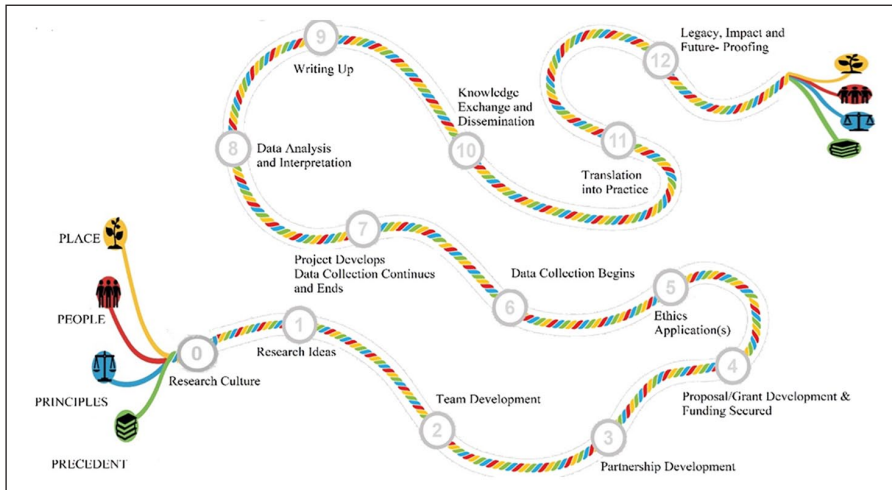 PLACE
PEOPLE
PRINCIPLES
PRECEDENT
0
Research Culture
1
Research Ideas
2
Team Development
3
Partnership Development
4
Proposal/Grant Development &
Funding Secured
5
Ethics
Application(s)
6
Data Collection Begins
7
Project Develops
Data Collection Continues
and Ends
8
Data Analysis
and Interpretation
9
Writing Up
10
Knowledge
Exchange and
Dissemination
11
Translation
into Practice
12
Legacy, Impact and
Future- Proofing